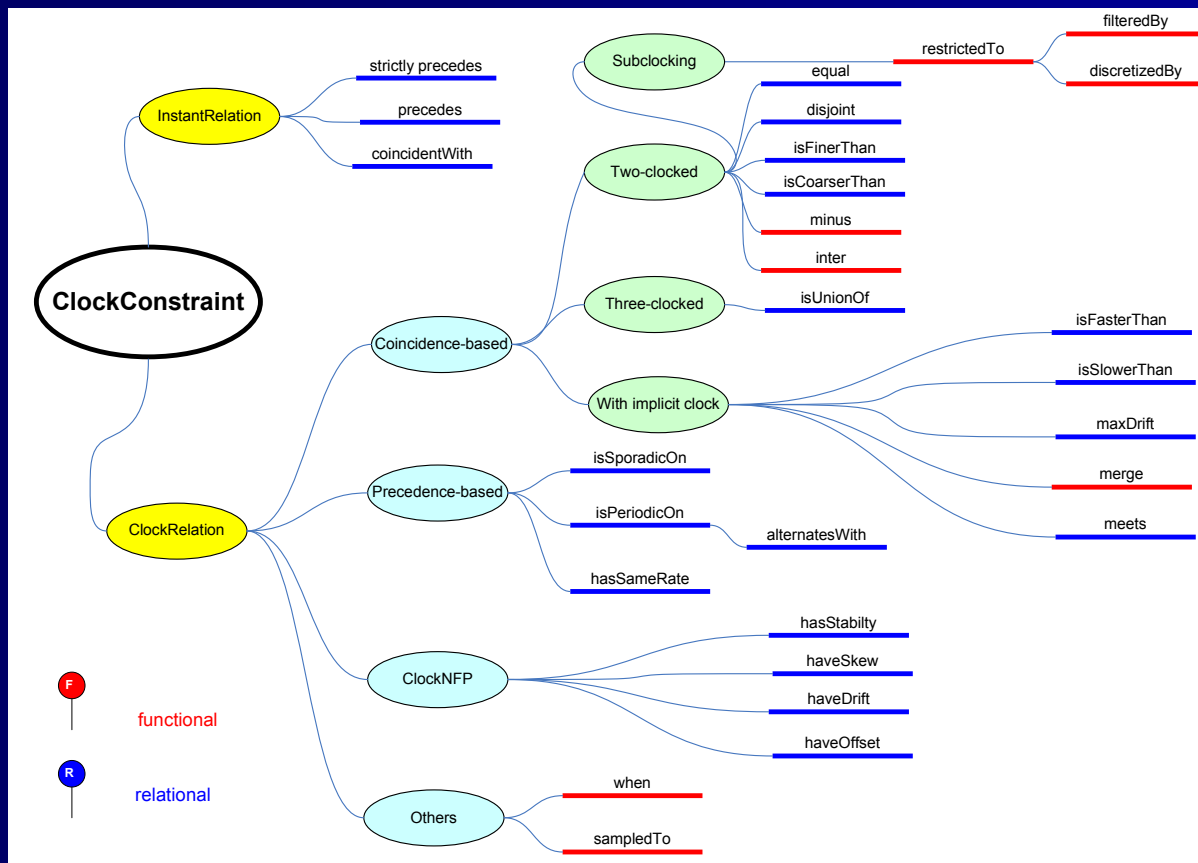 ClockConstraint
InstantRelation
strictly precedes
precedes
coincidentWith
ClockRelation
Coincidence-based
Subclocking
restrictedTo
filteredBy
discretizedBy
Two-clocked
equal
disjoint
isFinerThan
isCoarserThan
minus
inter
Three-clocked
isUnionOf
With implicit clock
isFasterThan
isSlowerThan
maxDrift
merge
meets
Precedence-based
isSporadicOn
isPeriodicOn
alternatesWith
hasSameRate
ClockNFP
hasStabilty
haveSkew
haveDrift
haveOffset
Others
when
sampledTo
F
functional
R
relational